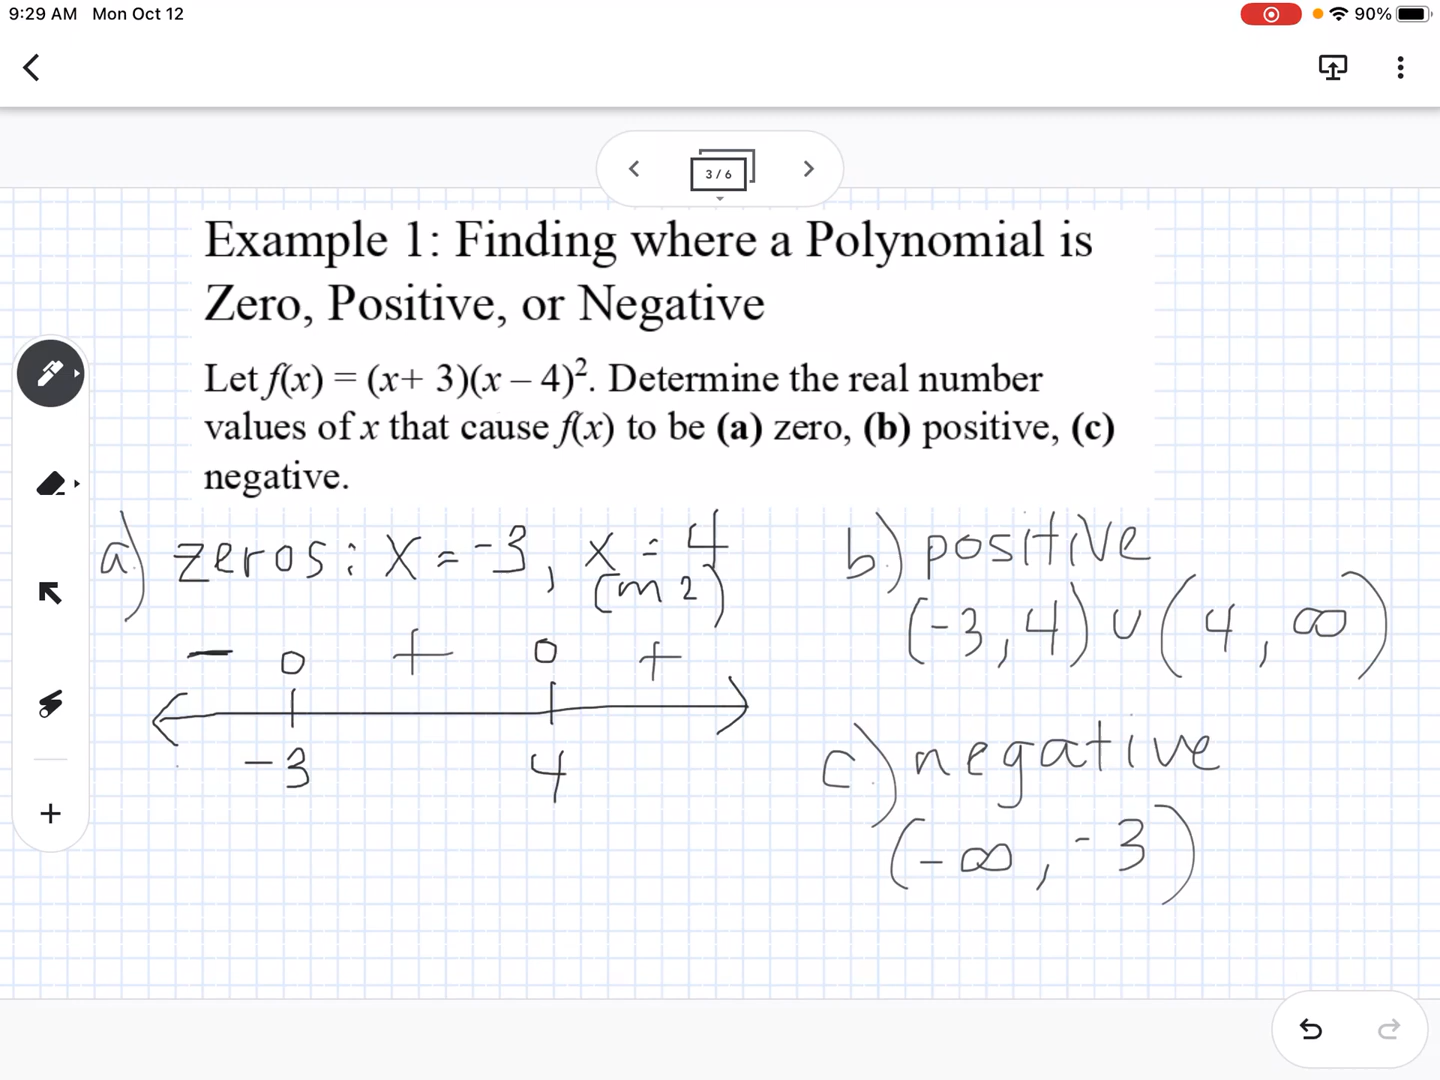 9:29 AM Mon Oct 12
90%
3 / 6
Example 1: Finding where a Polynomial is
Zero, Positive, or Negative
Let f(x) = (x+ 3)(x – 4)². Determine the real number
values of x that cause f(x) to be (a) zero, (b) positive, (c)
negative.
a) zeros: x = -3, x = 4
(m 2)
− 0 + 0 +
-3 4
b) positive
(-3, 4) ∪ (4, ∞)
c) negative
(-∞, -3)